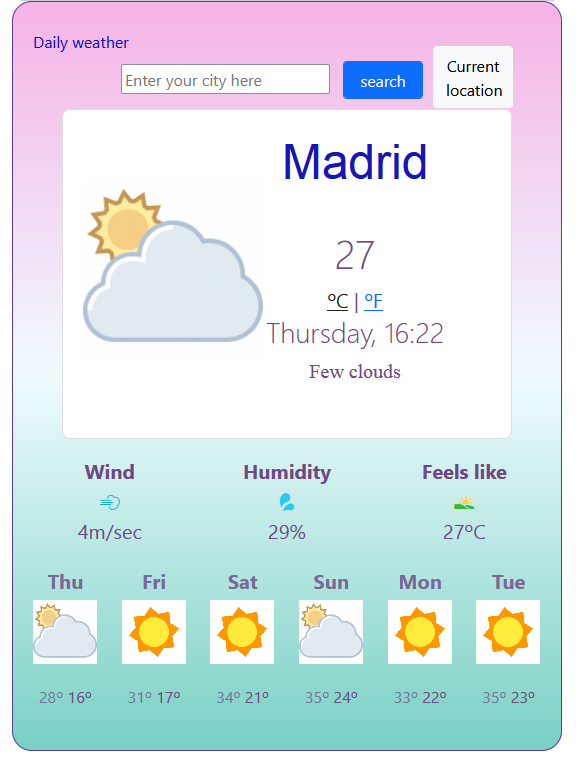 Daily weather
Enter your city here
search
Current
location
Madrid
27
ºC | ºF
Thursday, 16:22
Few clouds
Wind Humidity Feels like
4m/sec 29% 27ºC
Thu Fri Sat Sun Mon Tue
28º 16º 31º 17º 34º 21º 35º 24º 33º 22º 35º 23º